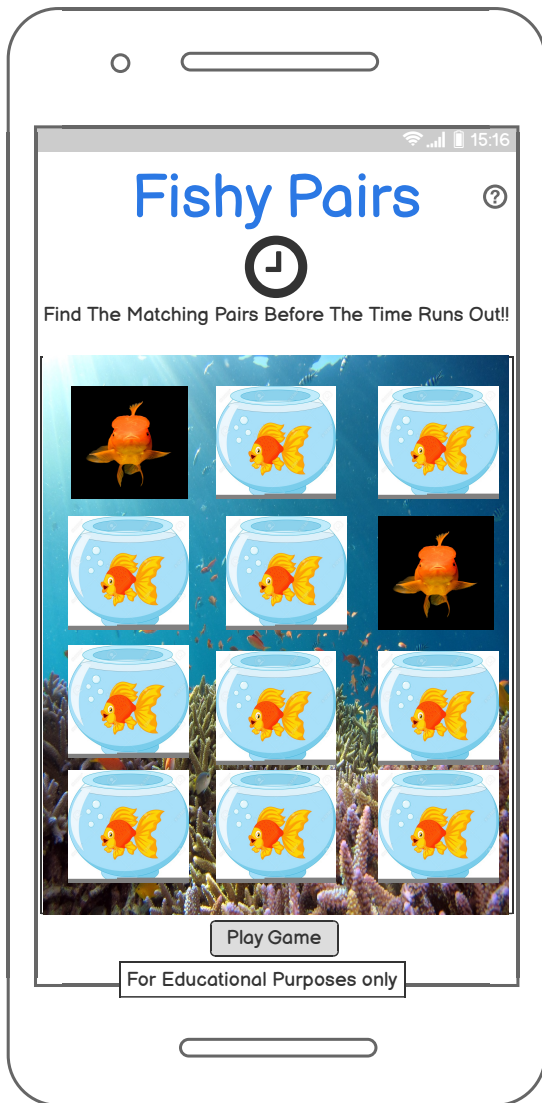 15:16
Fishy Pairs
?
Find The Matching Pairs Before The Time Runs Out!!
Play Game
For Educational Purposes only